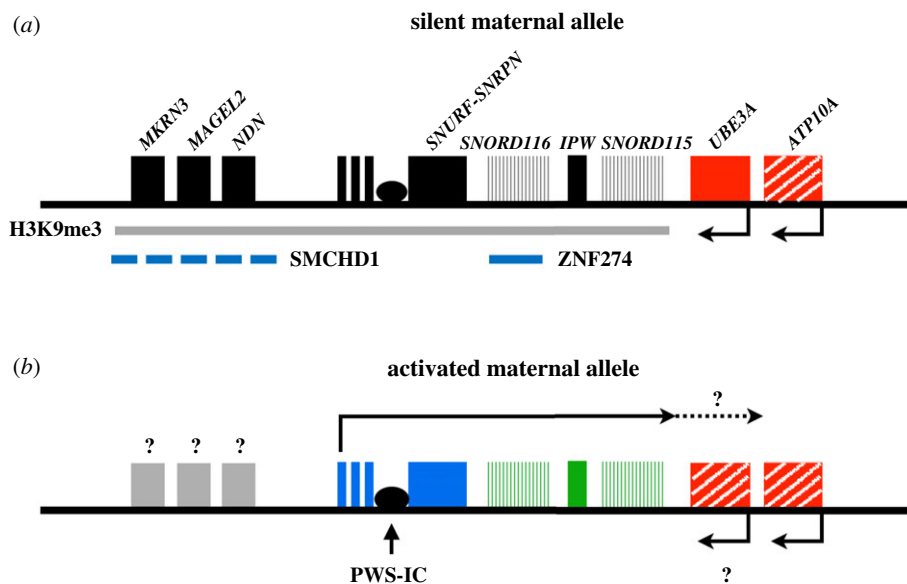 (a)
silent maternal allele
MKRN3
MAGEL2
NDN
SNURF-SNRPN
SNORD116
IPW
SNORD115
UBE3A
ATP10A
H3K9me3
SMCHD1
ZNF274
(b)
activated maternal allele
?
? ? ?
PWS-IC
?